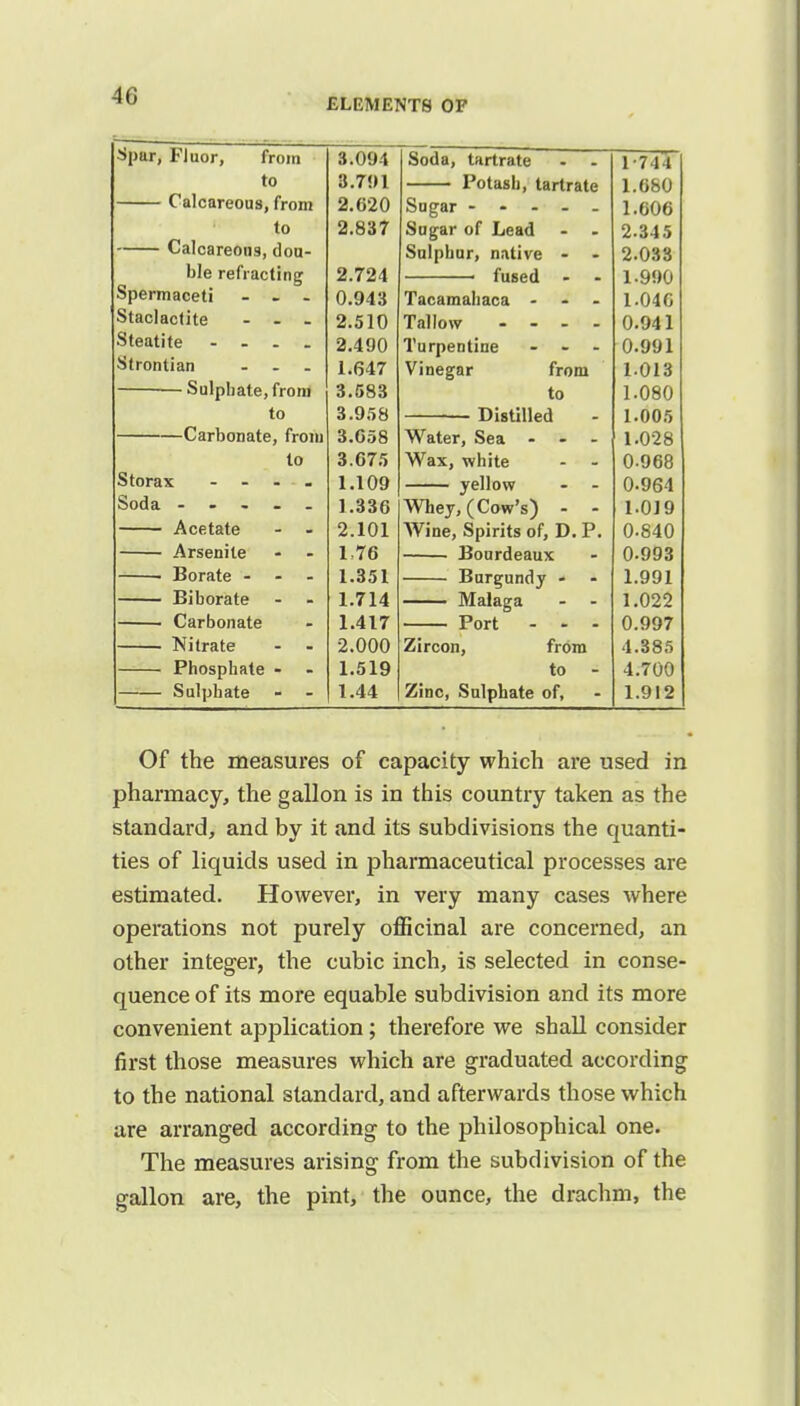 46
ELEMENTS OF
Spar, Fluor, from 3.094
to 3.791
—— Calcareous, from 2.620
to 2.837
—— Calcareons, dou-
ble refracting 2.724
Spermaceti - - - 0.943
Staclactite - - - 2.510
Steatite - - - - 2.490
Strontian - - - 1.647
——— Sulphate, from 3.583
to 3.958
———Carbonate, from 3.658
to 3.675
Storax - - - - 1.109
Soda - - - - - 1.336
—— Acetate - - 2.101
—— Arsenite - - 1.76
—— Borate - - - 1.351
—— Biborate - - 1.714
—— Carbonate - 1.417
—— Nitrate - - 2.000
—— Phosphate - - 1.519
—— Sulphate - - 1.44
Soda, tartrate - - 1.744
—— Potash, tartrate 1.680
Sugar - - - - - 1.606
Sugar of Lead - - 2.345
Sulphur, native - - 2.033
——— fused - - 1.990
Tacamahaca - - - 1.046
Tallow - - - - 0.941
Turpentine - - - 0.991
Vinegar from 1.013
to 1.080
——— Distilled - 1.005
Water, Sea - - - 1.028
Wax, white - - 0.968
—— yellow - - 0.964
Whey, (Cow's) - - 1.019
Wine, Spirits of, D. P. 0.840
—— Bourdeaux - 0.993
—— Burgundy - - 1.991
—— Malaga - - 1.022
—— Port - - - 0.997
Zircon, from 4.385
to - 4.700
Zinc, Sulphate of, - 1.912
Of the measures of capacity which are used in
pharmacy, the gallon is in this country taken as the
standard, and by it and its subdivisions the quanti-
ties of liquids used in pharmaceutical processes are
estimated. However, in very many cases where
operations not purely officinal are concerned, an
other integer, the cubic inch, is selected in conse-
quence of its more equable subdivision and its more
convenient application; therefore we shall consider
first those measures which are graduated according
to the national standard, and afterwards those which
are arranged according to the philosophical one.
The measures arising from the subdivision of the
gallon are, the pint, the ounce, the drachm, the